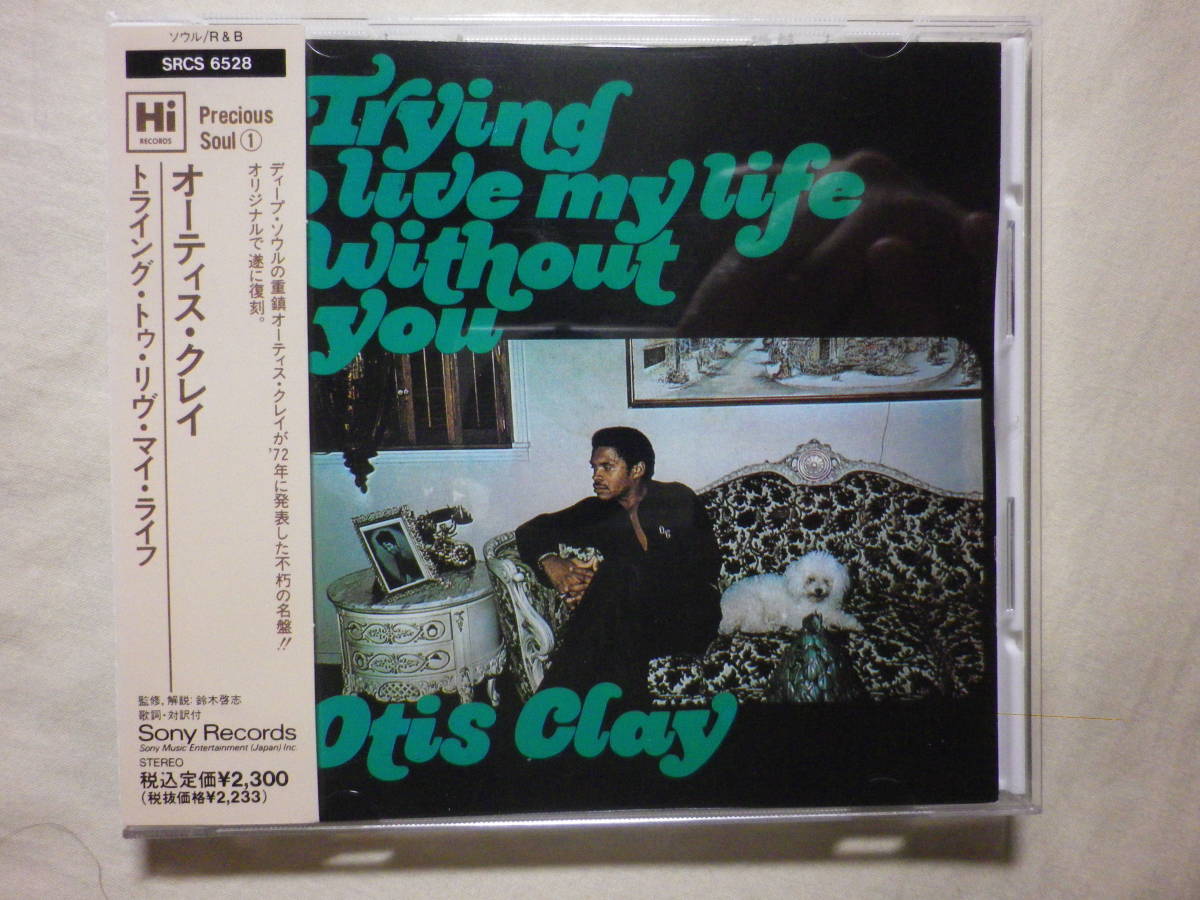 ソウル/R & B
SRCS 6528
Hi
RECORDS
Precious
Soul ①
オーティス・クレイ
トライング・トゥ・リヴ・マイ・ライフ
ディープ・ソウルの重鎮オーティス・クレイが'72年に発表した不朽の名盤!!
オリジナルで遂に復刻。
監修,解説:鈴木啓志
歌詞・対訳付
Sony Records
Sony Music Entertainment (Japan) Inc.
STEREO
税込定価¥2,300
(税抜価格¥2,233)
Trying
live my life
without
you
Otis Clay